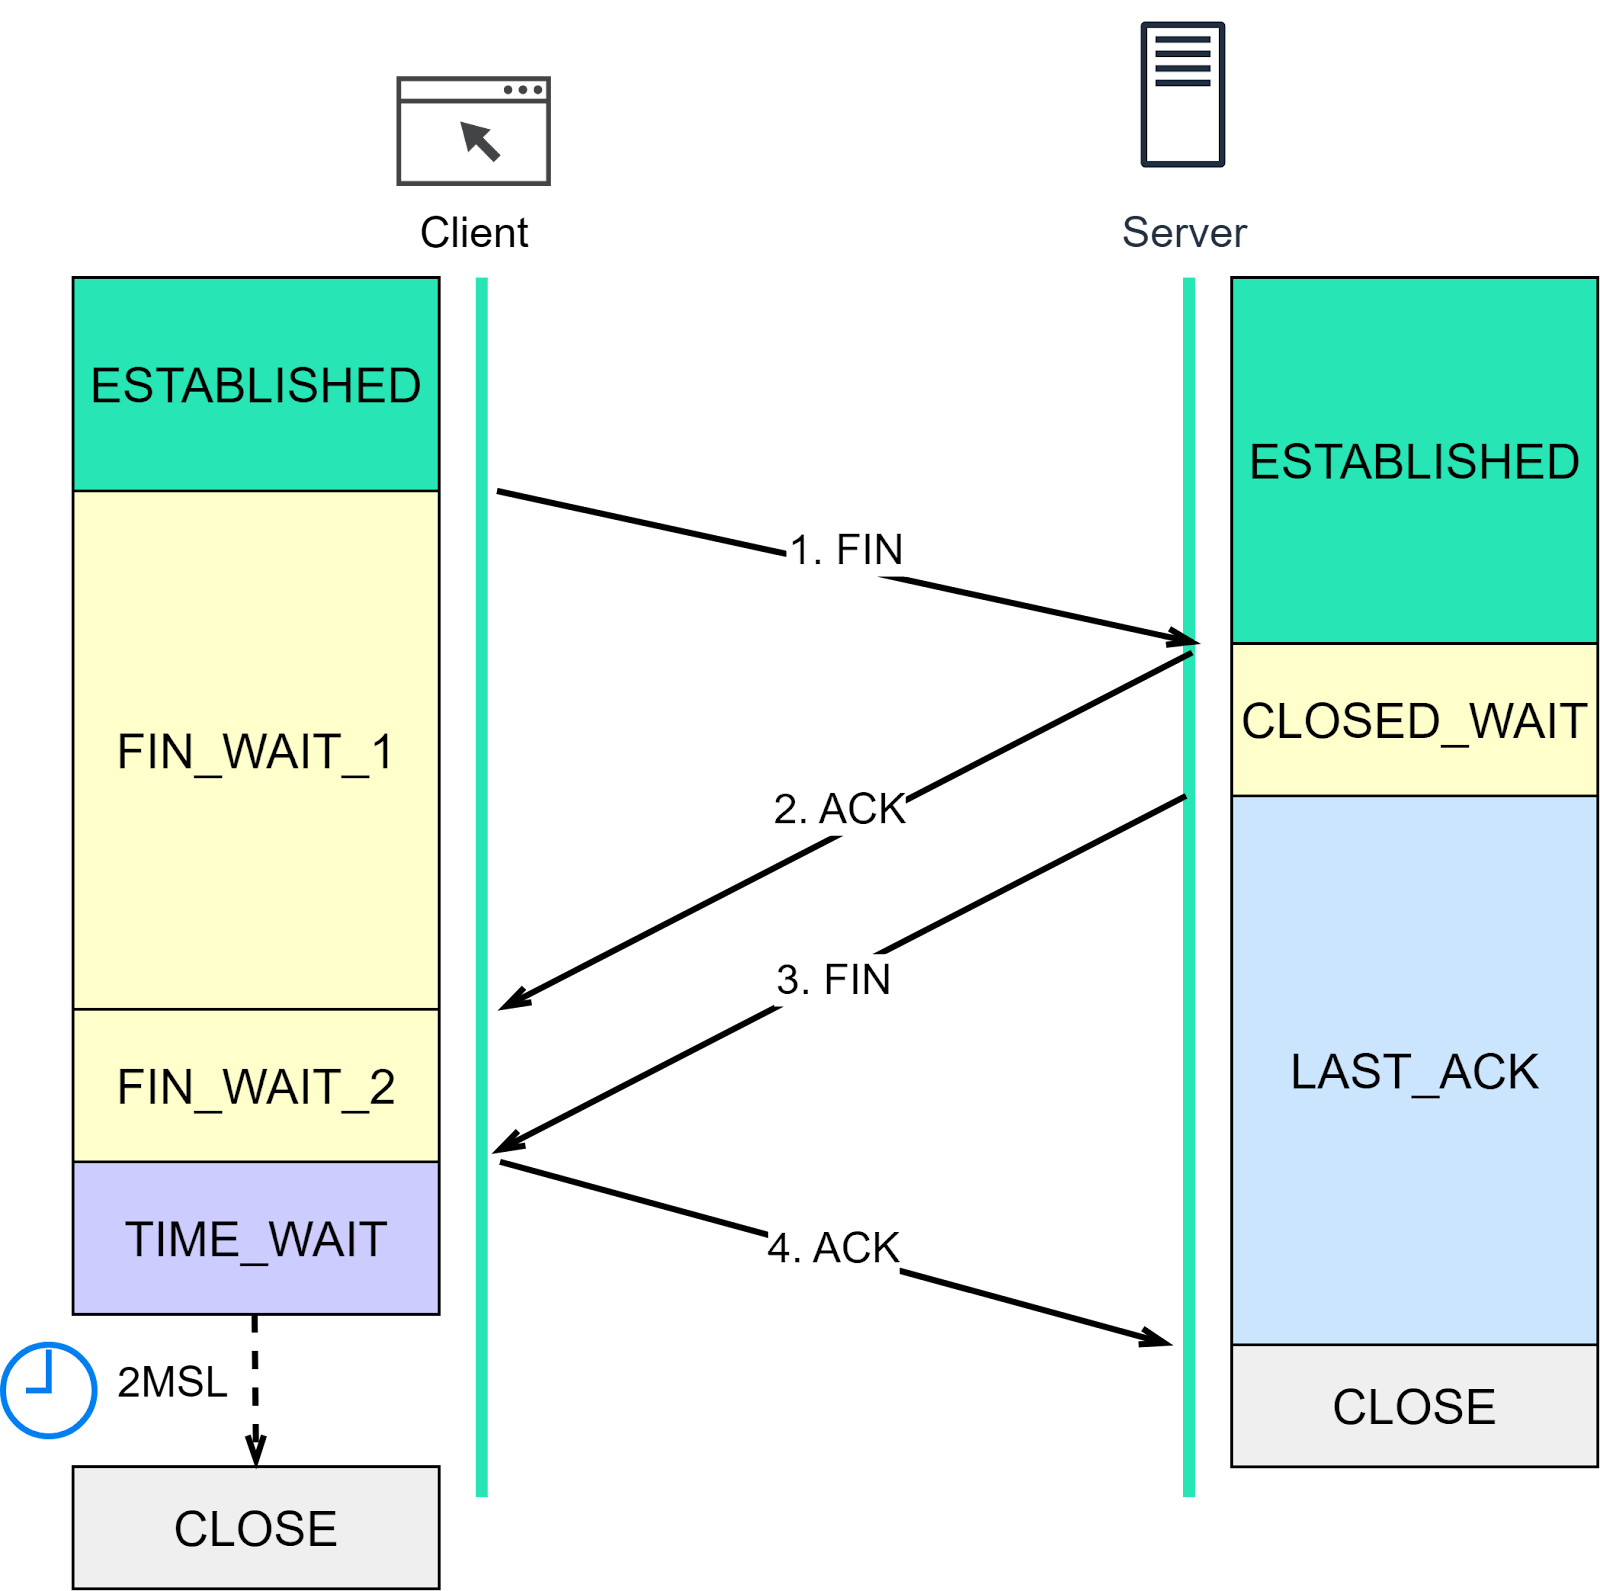 Client
Server
ESTABLISHED
ESTABLISHED
1. FIN
FIN_WAIT_1
CLOSED_WAIT
2. ACK
3. FIN
FIN_WAIT_2
LAST_ACK
TIME_WAIT
4. ACK
2MSL
CLOSE
CLOSE